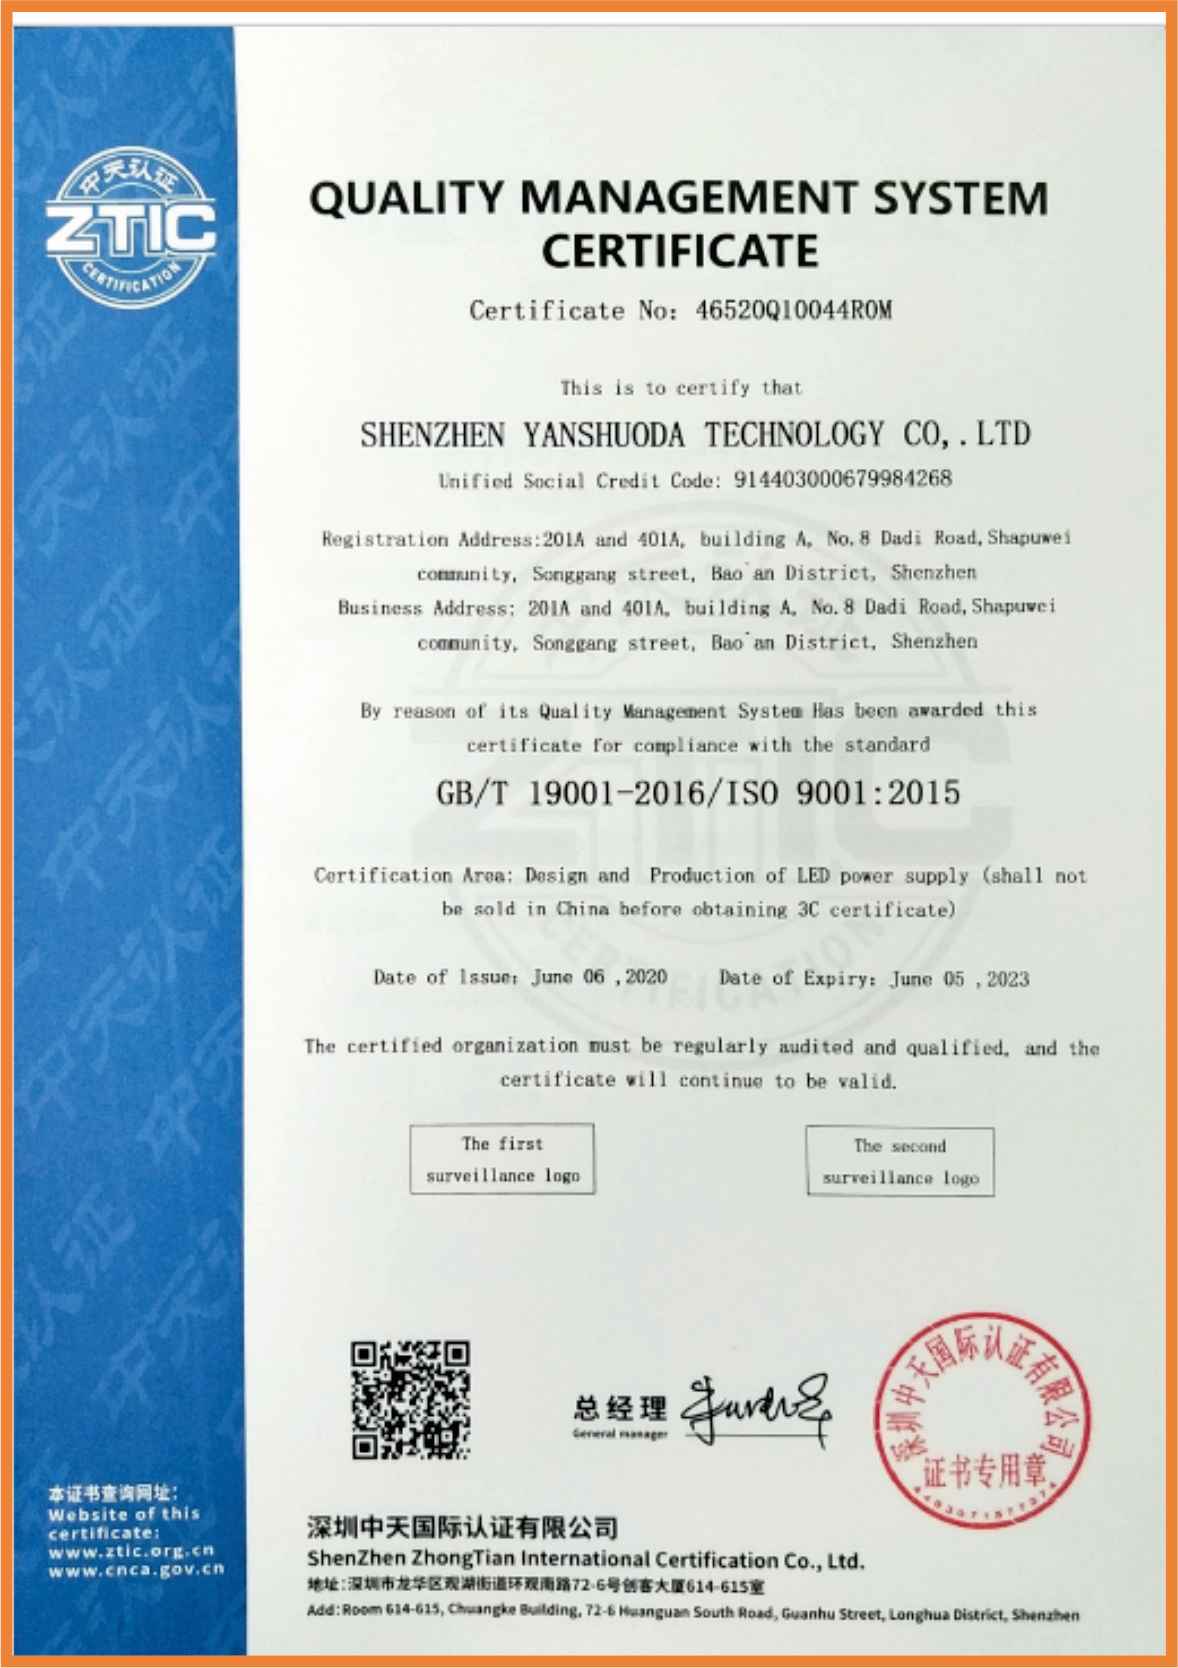 中天认证
ZTIC
CERTIFICATION
QUALITY MANAGEMENT SYSTEM
CERTIFICATE
Certificate No: 46520Q10044R0M
This is to certify that
SHENZHEN YANSHUODA TECHNOLOGY CO,.LTD
Unified Social Credit Code: 914403000679984268
Registration Address:201A and 401A, building A, No.8 Dadi Road,Shapuwei
community, Songgang street, Bao`an District, Shenzhen
Business Address: 201A and 401A, building A, No.8 Dadi Road,Shapuwei
community, Songgang street, Bao`an District, Shenzhen
By reason of its Quality Management System Has been awarded this
certificate for compliance with the standard
GB/T 19001-2016/ISO 9001:2015
Certification Area: Design and Production of LED power supply (shall not
be sold in China before obtaining 3C certificate)
Date of Issue: June 06 ,2020 Date of Expiry: June 05 ,2023
The certified organization must be regularly audited and qualified, and the
certificate will continue to be valid.
The first
surveillance logo
The second
surveillance logo
总经理
General manager
深圳中天国际认证有限公司
证书专用章
本证书查询网址:
Website of this
certificate:
www.ztic.org.cn
www.cnca.gov.cn
深圳中天国际认证有限公司
ShenZhen ZhongTian International Certification Co., Ltd.
地址:深圳市龙华区观湖街道环观南路72-6号创客大厦614-615室
Add: Room 614-615, Chuangke Building, 72-6 Huanguan South Road, Guanhu Street, Longhua District, Shenzhen